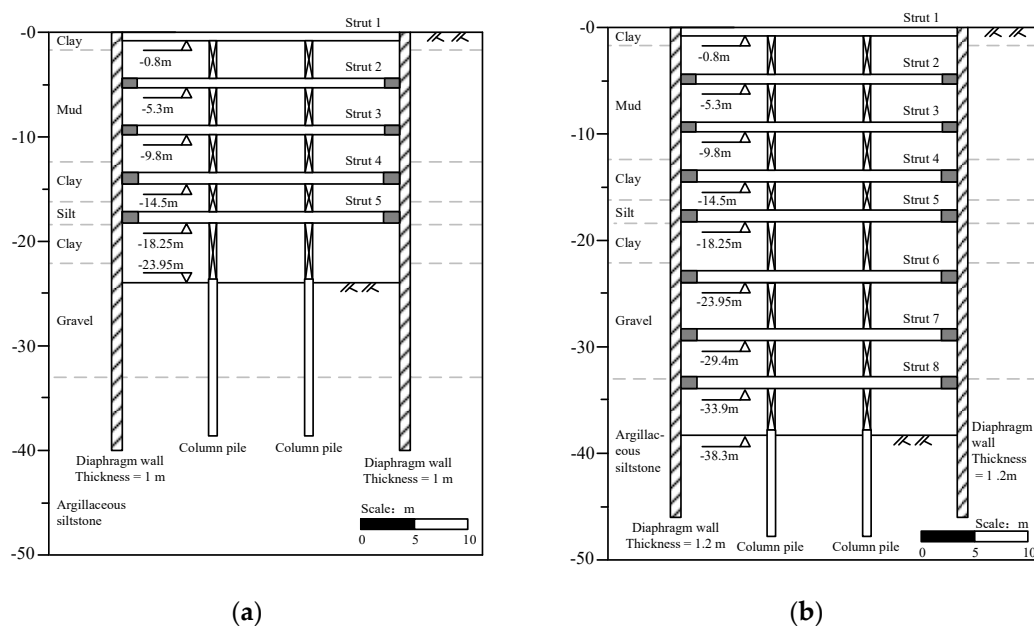 -0
Clay
-0.8m
Strut 1
Strut 2
-5.3m
Mud
Strut 3
-10
-9.8m
Strut 4
Clay
-14.5m
Strut 5
Silt
-18.25m
-20
Clay
-23.95m
Gravel
-30
-40
Column pile
Column pile
Diaphragm wall
Thickness = 1 m
Diaphragm wall
Thickness = 1 m
Argillaceous
siltstone
Scale: m
0
5
10
-50
(a)
-0
Clay
-0.8m
Strut 1
Strut 2
-5.3m
Mud
Strut 3
-10
-9.8m
Strut 4
Clay
-14.5m
Strut 5
Silt
-18.25m
-20
Clay
Strut 6
-23.95m
Gravel
Strut 7
-29.4m
-30
Strut 8
-33.9m
Argillac-
eous
siltstone
-38.3m
-40
Diaphragm
wall
Thickness
= 1 .2m
Diaphragm wall
Thickness = 1.2 m
Column pile
Column pile
Scale: m
0
5
10
-50
(b)